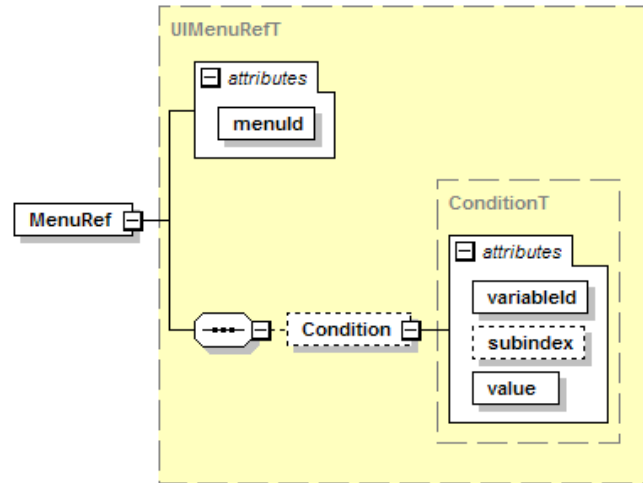 UIMenuRefT
attributes
menuId
MenuRef
ConditionT
attributes
variableId
Condition
subindex
value